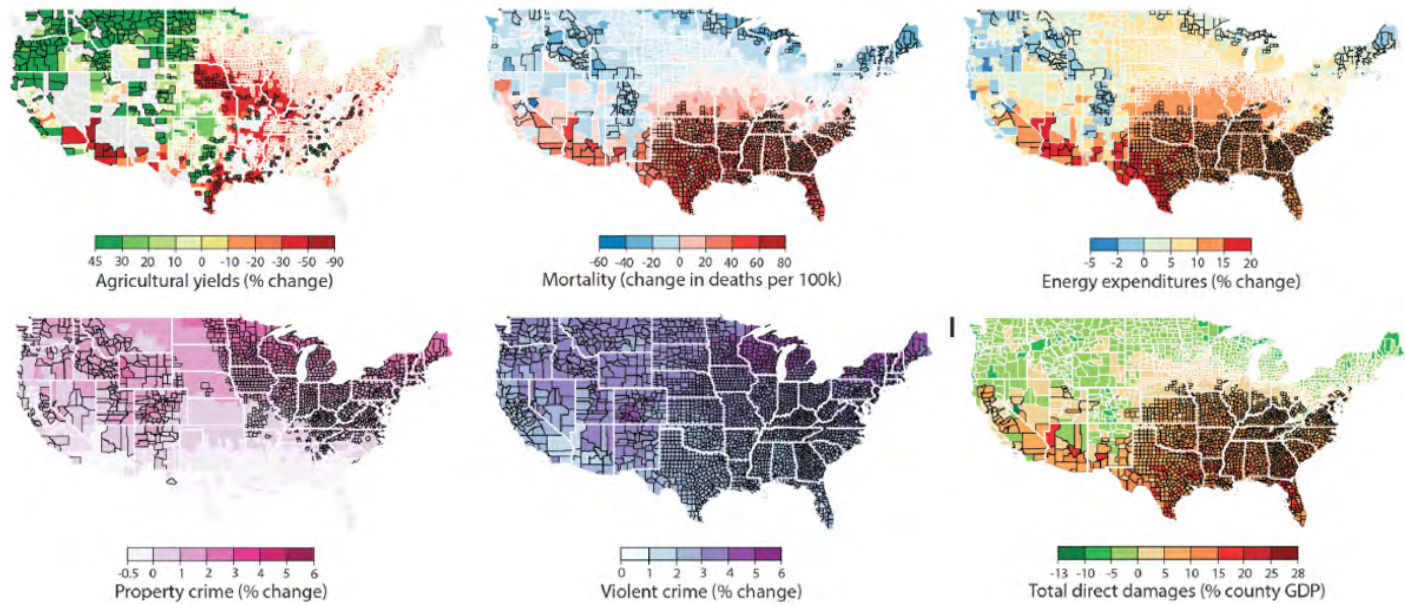 45 30 20 10 0 -10 -20 -30 -50 -90
Agricultural yields (% change)
-60 -40 -20 0 20 40 60 80
Mortality (change in deaths per 100k)
-5 -2 0 5 10 15 20
Energy expenditures (% change)
I
-0.5 0 1 2 3 4 5 6
Property crime (% change)
0 1 2 3 4 5 6
Violent crime (% change)
-13 -10 -5 0 5 10 15 20 25 28
Total direct damages (% county GDP)